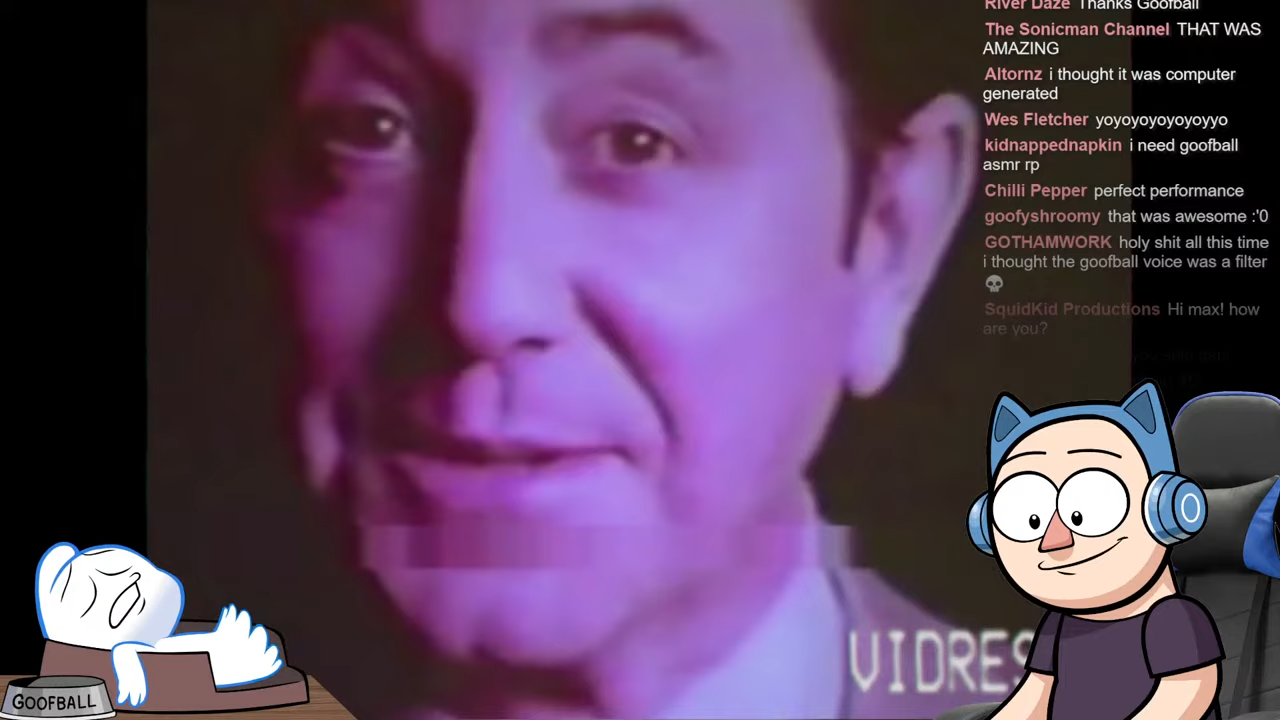 River Daze Thanks Goofball
The Sonicman Channel THAT WAS
AMAZING
Altornz i thought it was computer
generated
Wes Fletcher yoyoyoyoyoyoyyo
kidnappednapkin i need goofball
asmr rp
Chilli Pepper perfect performance
goofyshroomy that was awesome :'0
GOTHAMWORK holy shit all this time
i thought the goofball voice was a filter
💀
SquidKid Productions Hi max! how
are you?
VIDRES
GOOFBALL